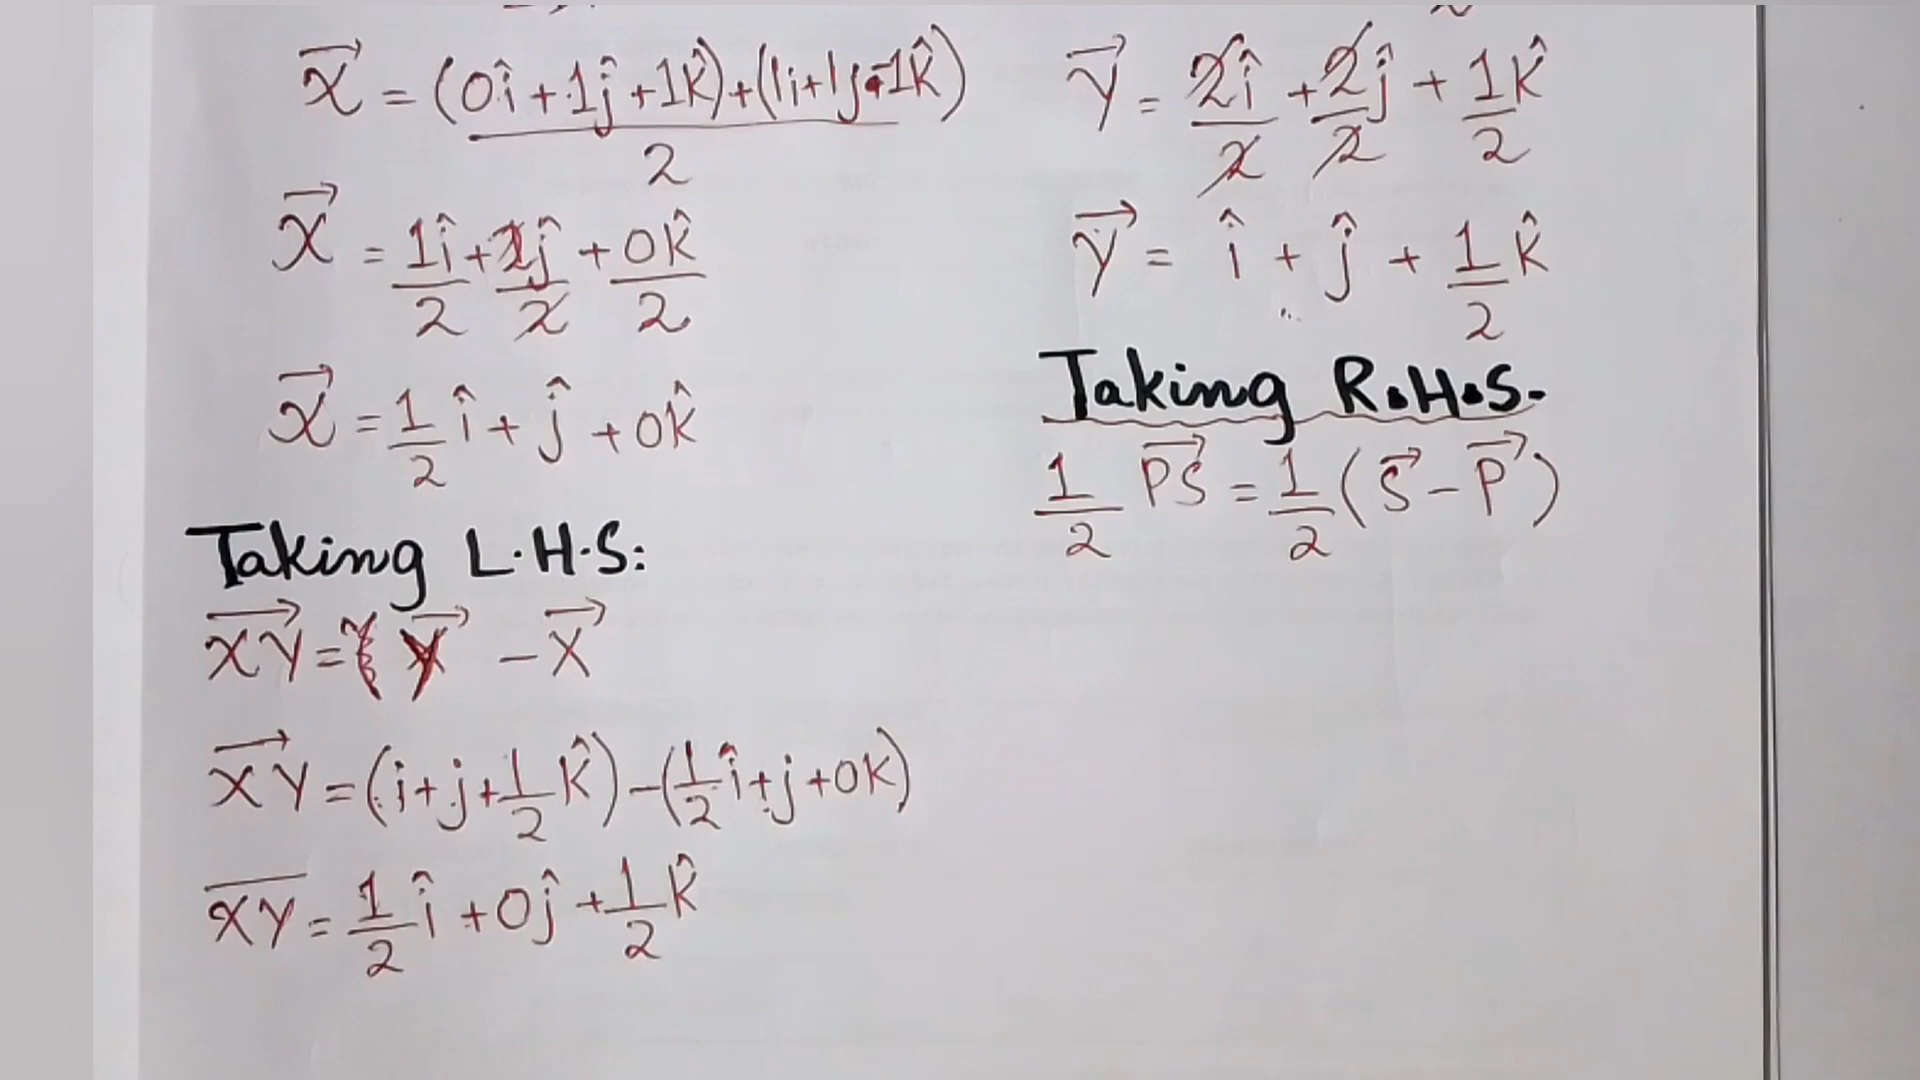 x⃗ = (0î + 1ĵ + 1k̂) + (1i + 1j - 1k̂) / 2
x⃗ = 1î/2 + 2ĵ/2 + 0k̂/2
x⃗ = 1/2 î + ĵ + 0k̂
Taking L.H.S:
XY⃗ = Y⃗ - X⃗
XY⃗ = (i + j + 1/2 k̂) - (1/2 î + j + 0k)
XY = 1/2 î + 0ĵ + 1/2 k̂
Y⃗ = 2î/2 + 2ĵ/2 + 1k̂/2
Y⃗ = î + ĵ + 1/2 k̂
Taking R.H.S.
1/2 PS⃗ = 1/2 (S⃗ - P⃗)